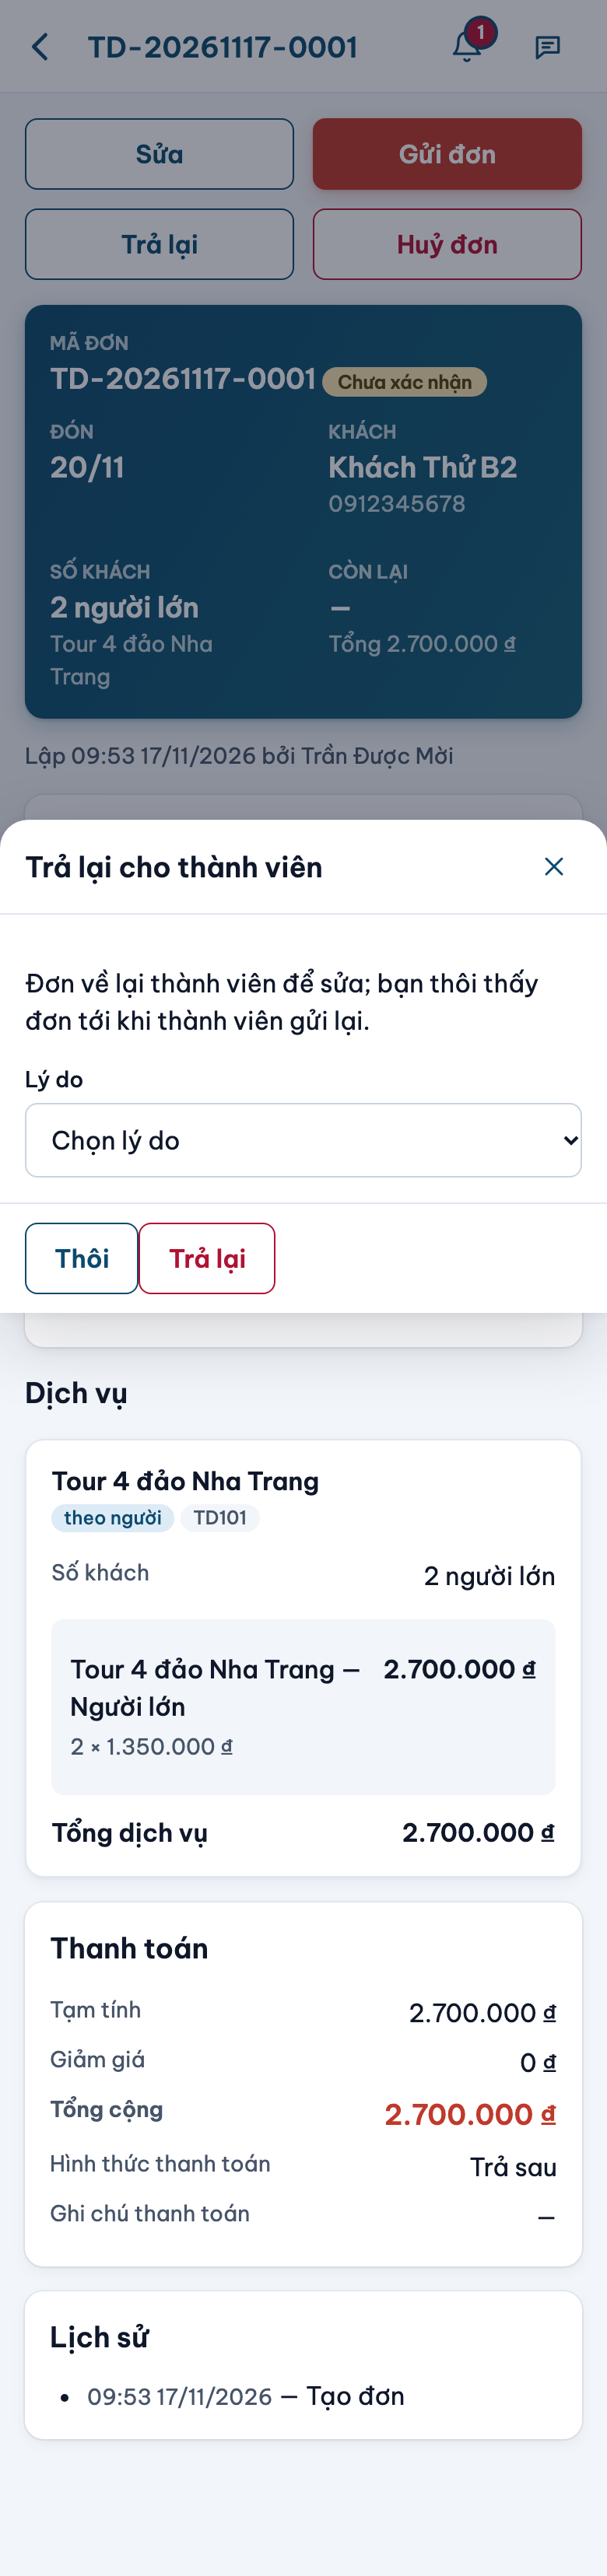 TD-20261117-0001
1
Sửa
Gửi đơn
Trả lại
Huỷ đơn
MÃ ĐƠN
TD-20261117-0001 Chưa xác nhận
ĐÓN
20/11
KHÁCH
Khách Thử B2
0912345678
SỐ KHÁCH
2 người lớn
Tour 4 đảo Nha
Trang
CÒN LẠI
—
Tổng 2.700.000 ₫
Lập 09:53 17/11/2026 bởi Trần Được Mời
Trả lại cho thành viên
Đơn về lại thành viên để sửa; bạn thôi thấy
đơn tới khi thành viên gửi lại.
Lý do
Chọn lý do
Thôi
Trả lại
Dịch vụ
Tour 4 đảo Nha Trang
theo người TD101
Số khách 2 người lớn
Tour 4 đảo Nha Trang — 2.700.000 ₫
Người lớn
2 × 1.350.000 ₫
Tổng dịch vụ 2.700.000 ₫
Thanh toán
Tạm tính 2.700.000 ₫
Giảm giá 0 ₫
Tổng cộng 2.700.000 ₫
Hình thức thanh toán Trả sau
Ghi chú thanh toán —
Lịch sử
• 09:53 17/11/2026 — Tạo đơn